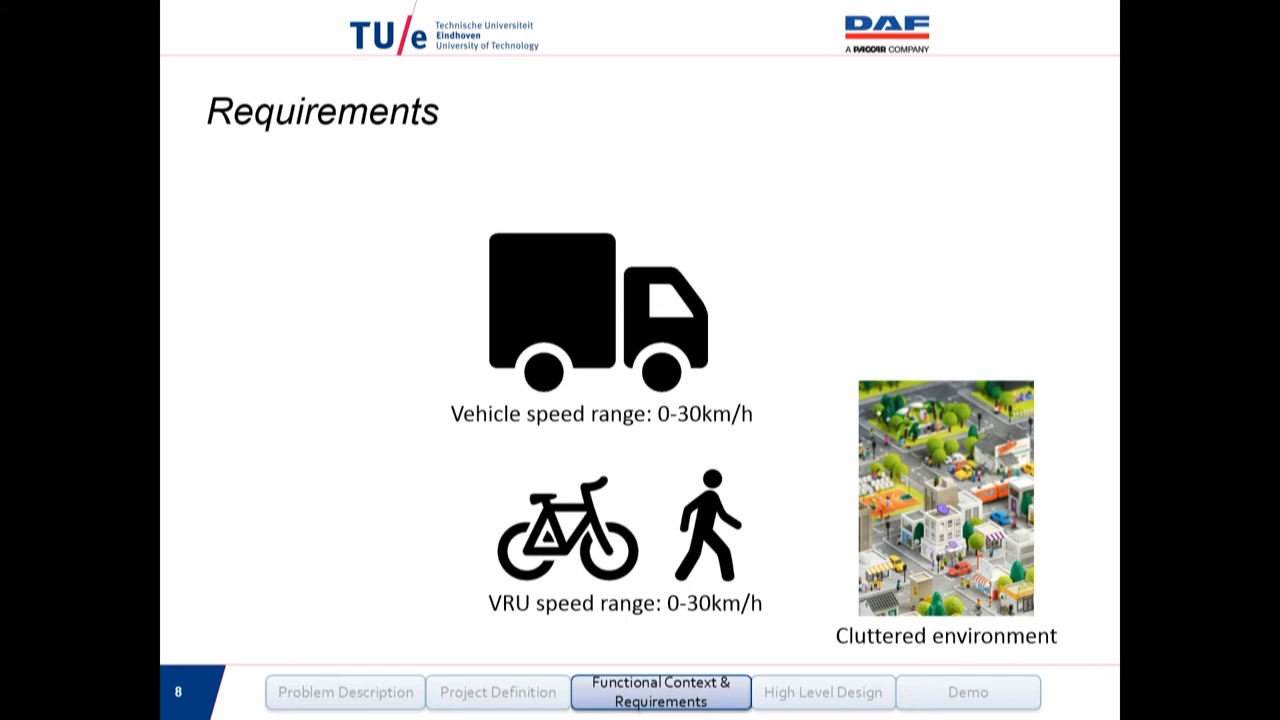 TU/e Technische Universiteit
Eindhoven
University of Technology
DAF
A PACCAR COMPANY
Requirements
Vehicle speed range: 0-30km/h
VRU speed range: 0-30km/h
Cluttered environment
8
Problem Description
Project Definition
Functional Context &
Requirements
High Level Design
Demo